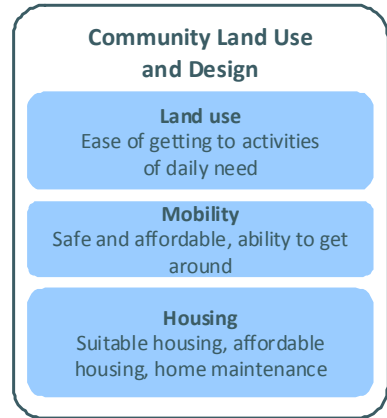 Community Land Use
and Design
Land use
Ease of getting to activities
of daily need
Mobility
Safe and affordable, ability to get
around
Housing
Suitable housing, affordable
housing, home maintenance